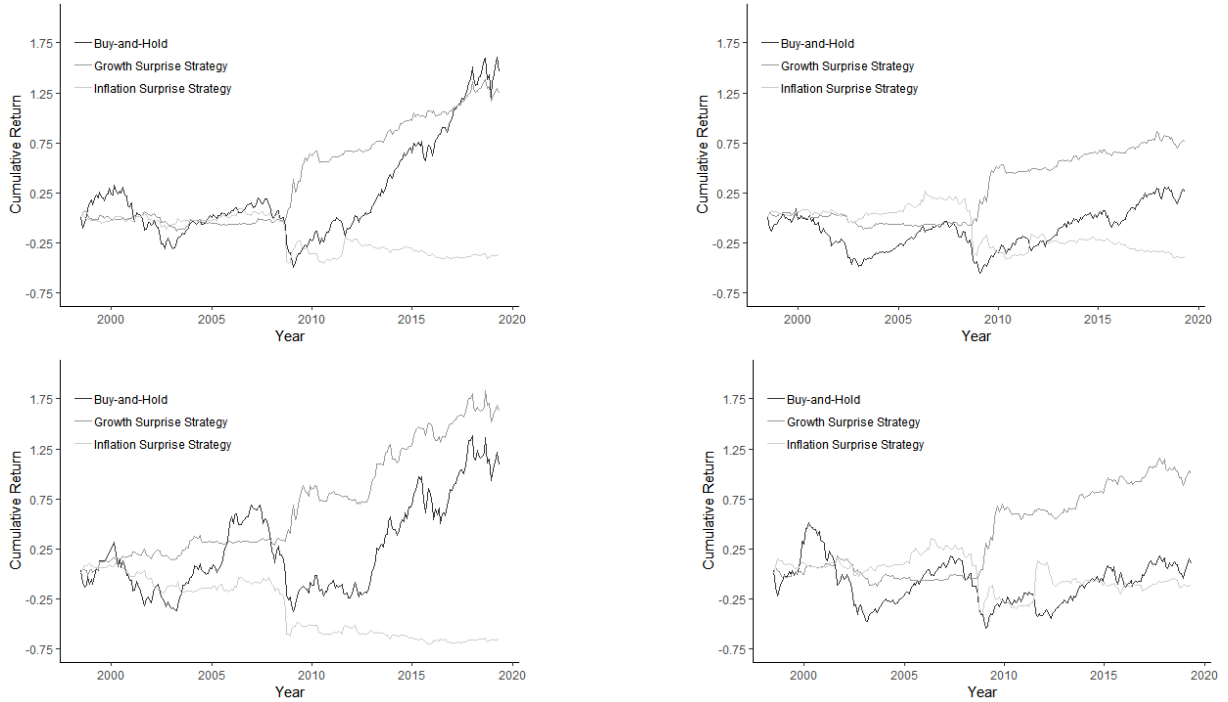 1.75
1.25
0.75
0.25
-0.25
-0.75
Cumulative Return
Buy-and-Hold
Growth Surprise Strategy
Inflation Surprise Strategy
2000 2005 2010 2015 2020
Year
1.75
1.25
0.75
0.25
-0.25
-0.75
Cumulative Return
Buy-and-Hold
Growth Surprise Strategy
Inflation Surprise Strategy
2000 2005 2010 2015 2020
Year
1.75
1.25
0.75
0.25
-0.25
-0.75
Cumulative Return
Buy-and-Hold
Growth Surprise Strategy
Inflation Surprise Strategy
2000 2005 2010 2015 2020
Year
1.75
1.25
0.75
0.25
-0.25
-0.75
Cumulative Return
Buy-and-Hold
Growth Surprise Strategy
Inflation Surprise Strategy
2000 2005 2010 2015 2020
Year